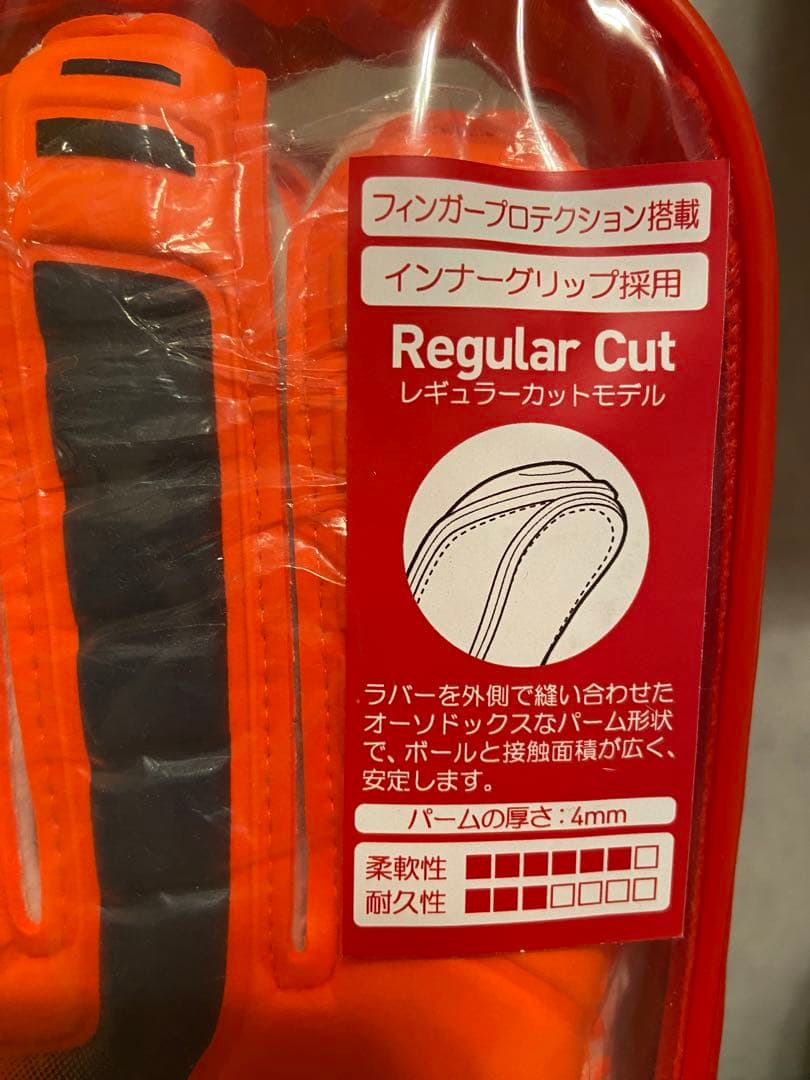 フィンガープロテクション搭載
インナーグリップ採用
Regular Cut
レギュラーカットモデル
ラバーを外側で縫い合わせた
オーソドックスなパーム形状
で、ボールと接触面積が広く、
安定します。
パームの厚さ:4mm
柔軟性 ■■■■■■□
耐久性 ■■■□□□□